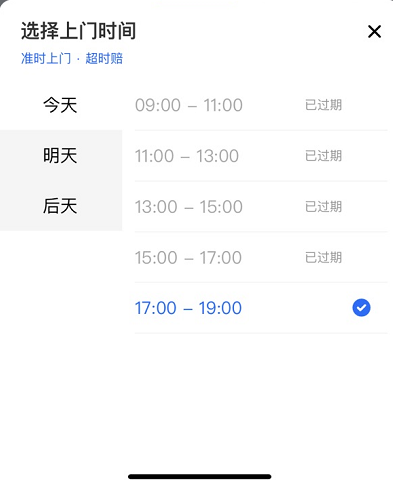 选择上门时间
准时上门 · 超时赔
今天
明天
后天
09:00 – 11:00 已过期
11:00 – 13:00 已过期
13:00 – 15:00 已过期
15:00 – 17:00 已过期
17:00 – 19:00